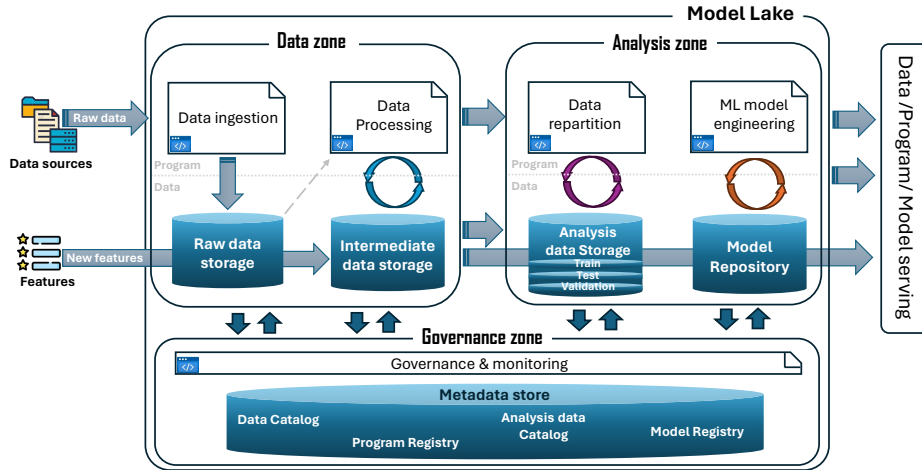 Model Lake
Data zone
Analysis zone
Data ingestion
Data
Processing
Data
repartition
ML model
engineering
Raw data
Data sources
Program
Data
Program
Data
Raw data
storage
Intermediate
data storage
Analysis
data Storage
Train
Test
Validation
Model
Repository
New features
Features
Data /Program/ Model serving
Governance zone
Governance & monitoring
Metadata store
Data Catalog
Program Registry
Analysis data
Catalog
Model Registry